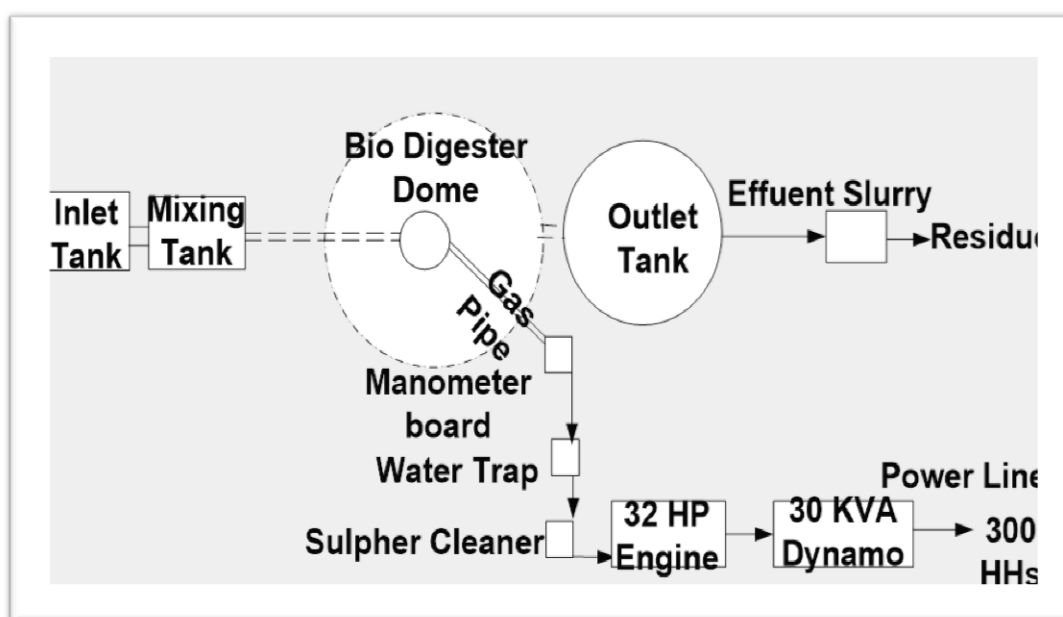 Bio Digester
Dome
Inlet
Tank
Mixing
Tank
Outlet
Tank
Effuent Slurry
Gas
Pipe
Manometer
board
Water Trap
Sulpher Cleaner
32 HP
Engine
30 KVA
Dynamo
Power Line
300
HHs